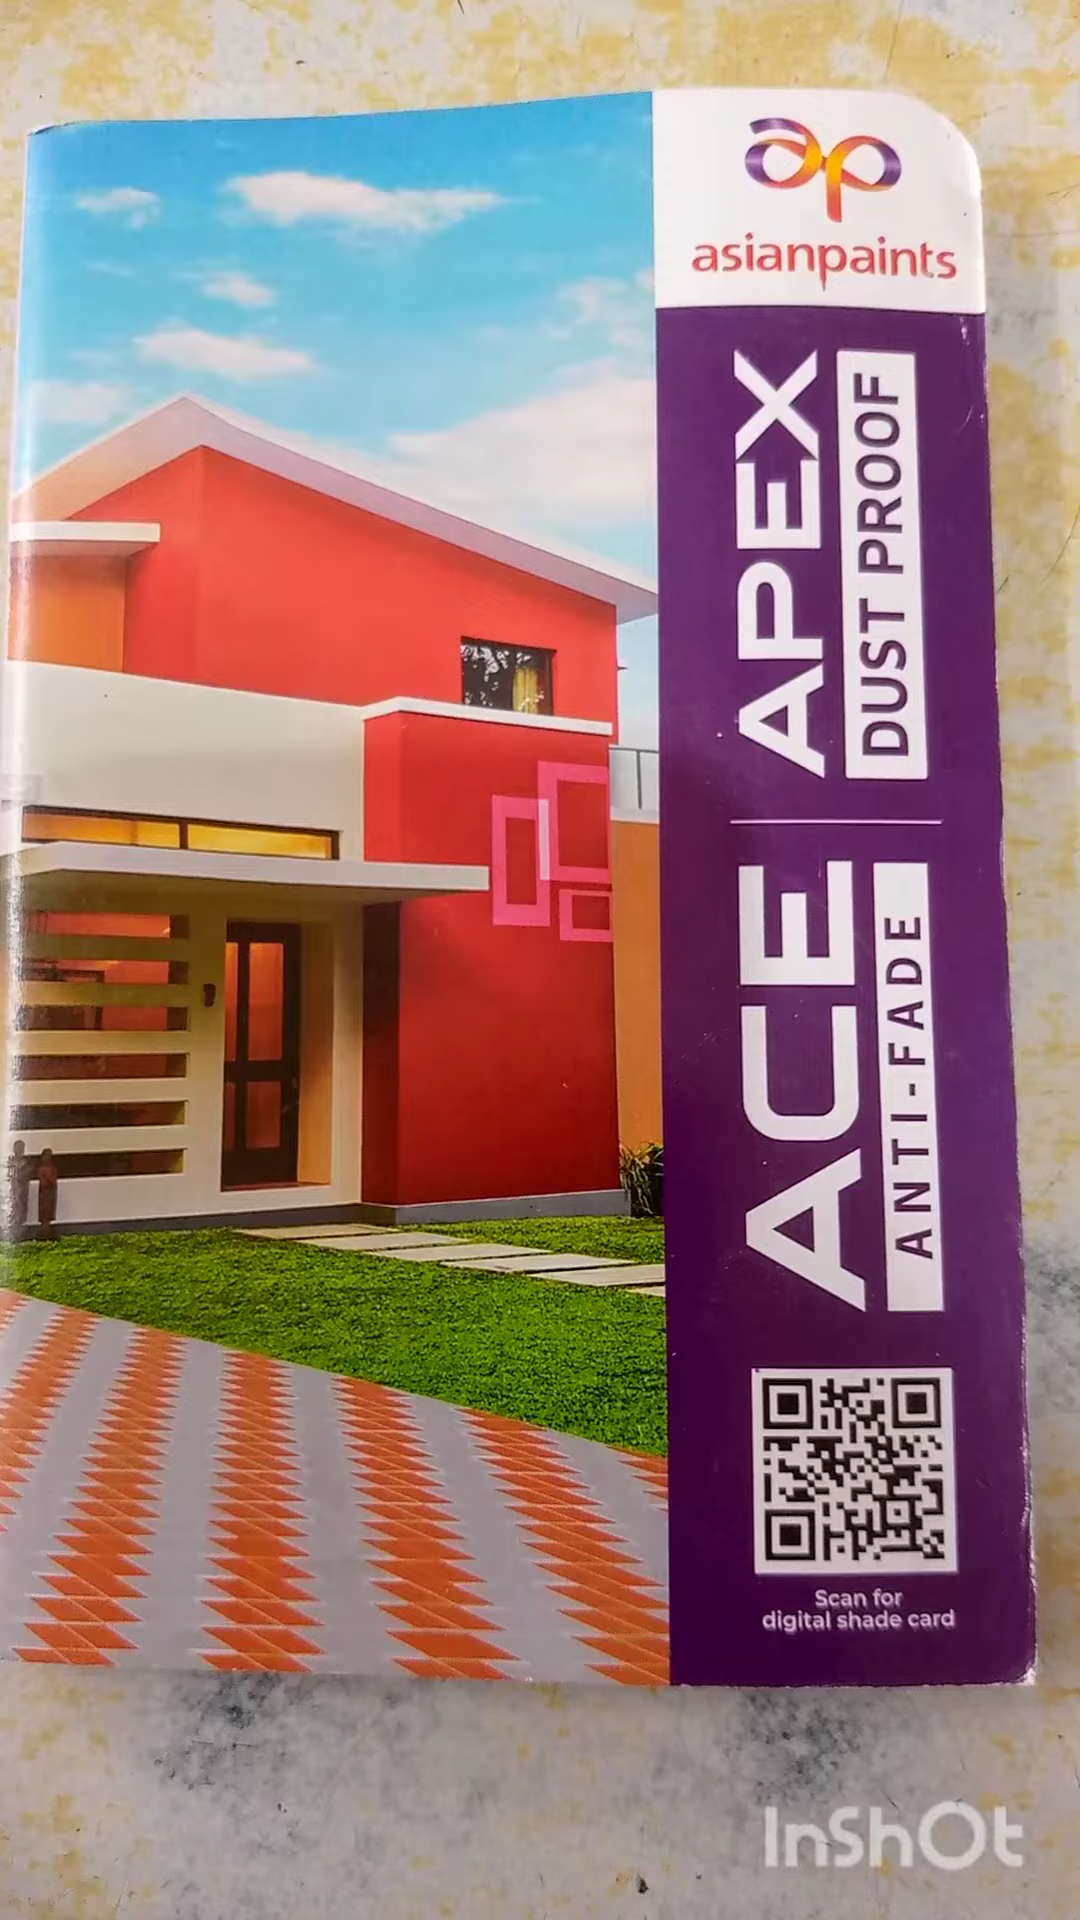 asianpaints
ACE
ANTI-FADE
APEX
DUST PROOF
Scan for
digital shade card
InShOt